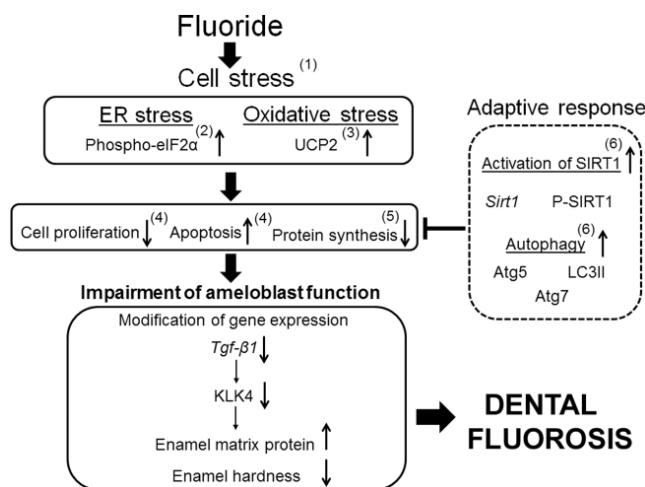 Fluoride
Cell stress (1)
ER stress Oxidative stress
Phospho-eIF2α (2) ↑ UCP2 (3) ↑
Cell proliferation ↓ (4) Apoptosis ↑ (4) Protein synthesis ↓ (5)
Impairment of ameloblast function
Modification of gene expression
Tgf-β1 ↓
KLK4 ↓
Enamel matrix protein ↑
Enamel hardness ↓
Adaptive response
Activation of SIRT1 (6) ↑
Sirt1 P-SIRT1
Autophagy (6) ↑
Atg5 LC3II
Atg7
DENTAL
FLUOROSIS